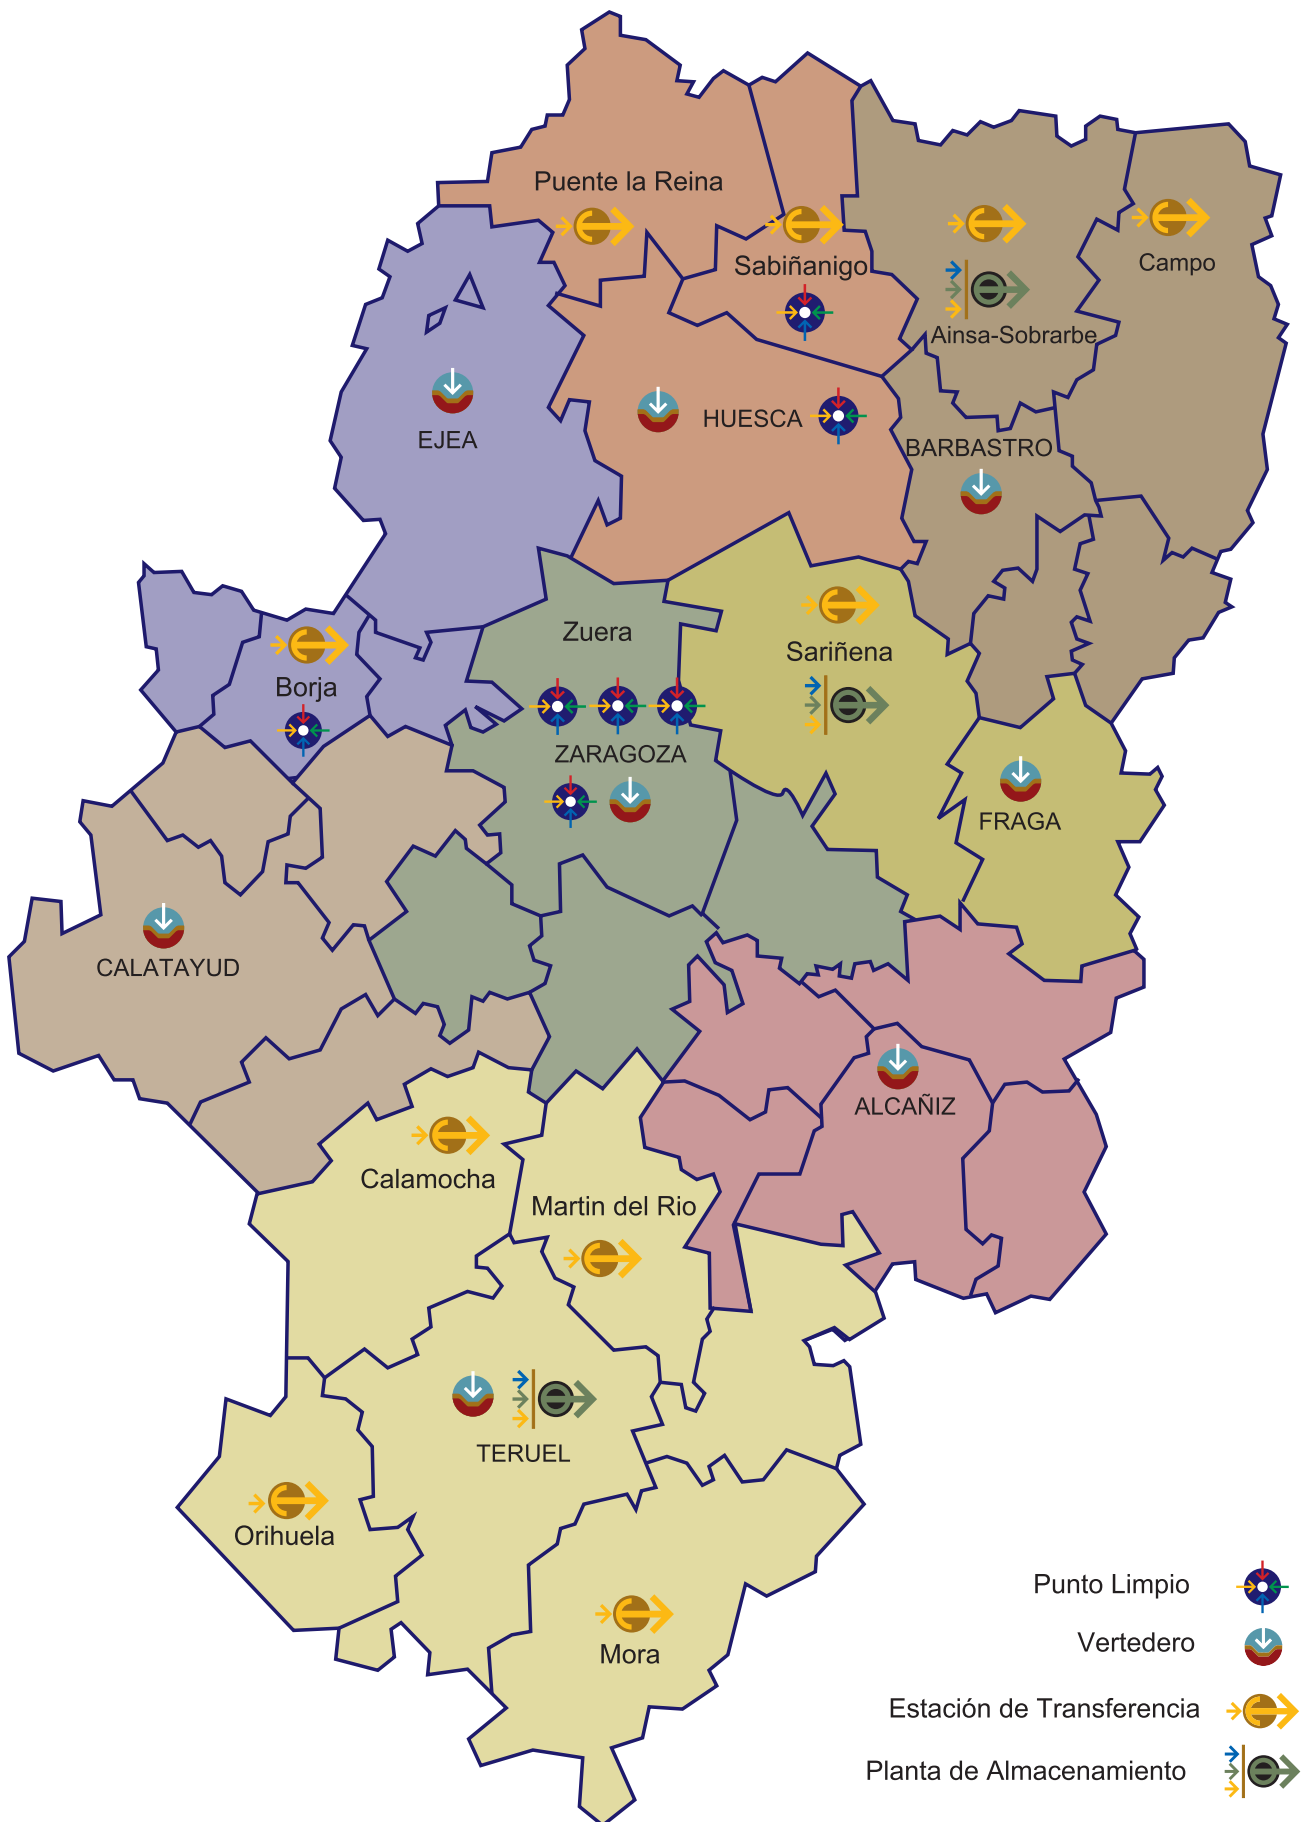 Puente la Reina
Sabiñanigo
Campo
Ainsa-Sobrarbe
HUESCA
EJEA
BARBASTRO
Zuera
Sariñena
Borja
ZARAGOZA
FRAGA
CALATAYUD
ALCAÑIZ
Calamocha
Martin del Rio
TERUEL
Orihuela
Mora
Punto Limpio
Vertedero
Estación de Transferencia
Planta de Almacenamiento